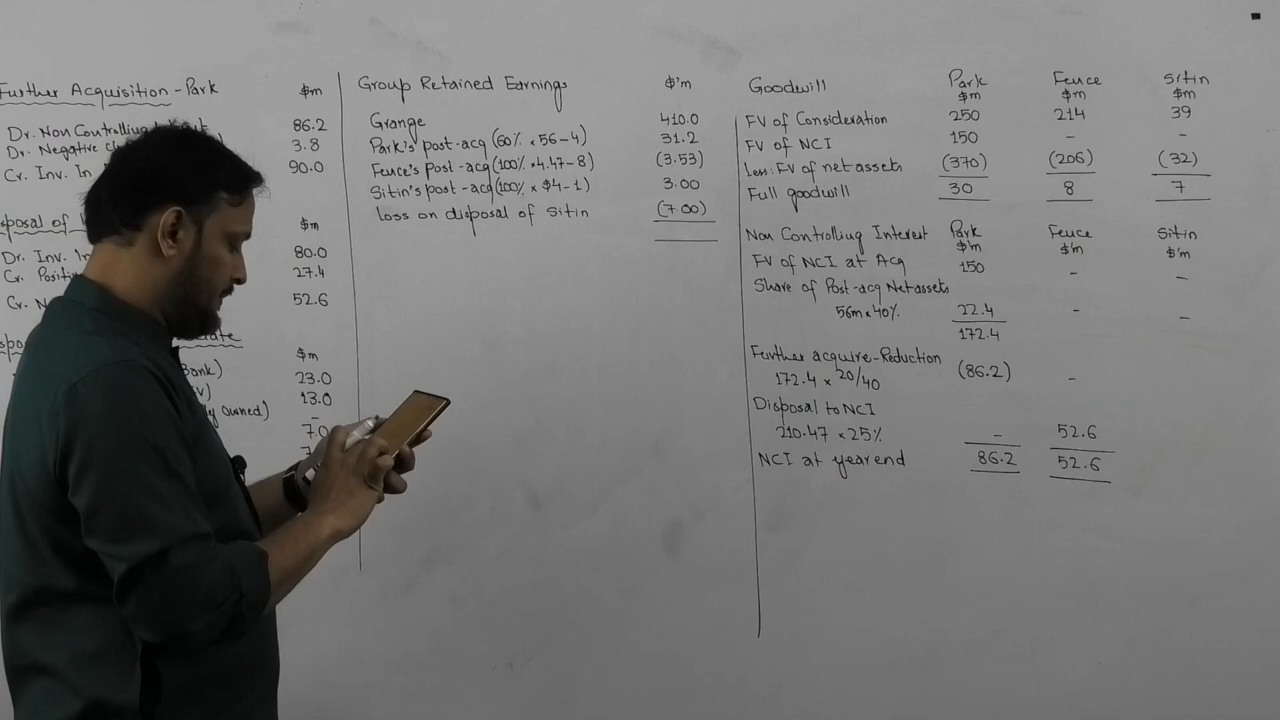 Further Acquisition - Park $m
Dr. Non Controlling 86.2
Dr. Negative 3.8
Cr. Inv. In 90.0
sposal of $m
Dr. Inv. In 80.0
Cr. Positi 27.4
Cr. N 52.6
$m
Bank) 23.0
V) 13.0
owned) –
7.0
Group Retained Earnings $'m
Grange 410.0
Park's post-acq (60% × 56-4) 31.2
Fence's post-acq (100% × 4.47-8) (3.53)
Sitin's post-acq (100% × $4-1) 3.00
loss on disposal of Sitin (7.00)
Goodwill Park Fence Sitin
$m $m $m
FV of Consideration 250 214 39
FV of NCI 150 – –
Less: FV of net assets (370) (206) (32)
Full goodwill 30 8 7
Non Controlling Interest Park Fence Sitin
$'m $'m $'m
FV of NCI at Acq 150 – –
Share of Post-acq Net assets
56m × 40% 22.4 – –
172.4
Further acquire-Reduction
172.4 × 20/40 (86.2) –
Disposal to NCI
210.47 × 25% – 52.6
NCI at year end 86.2 52.6